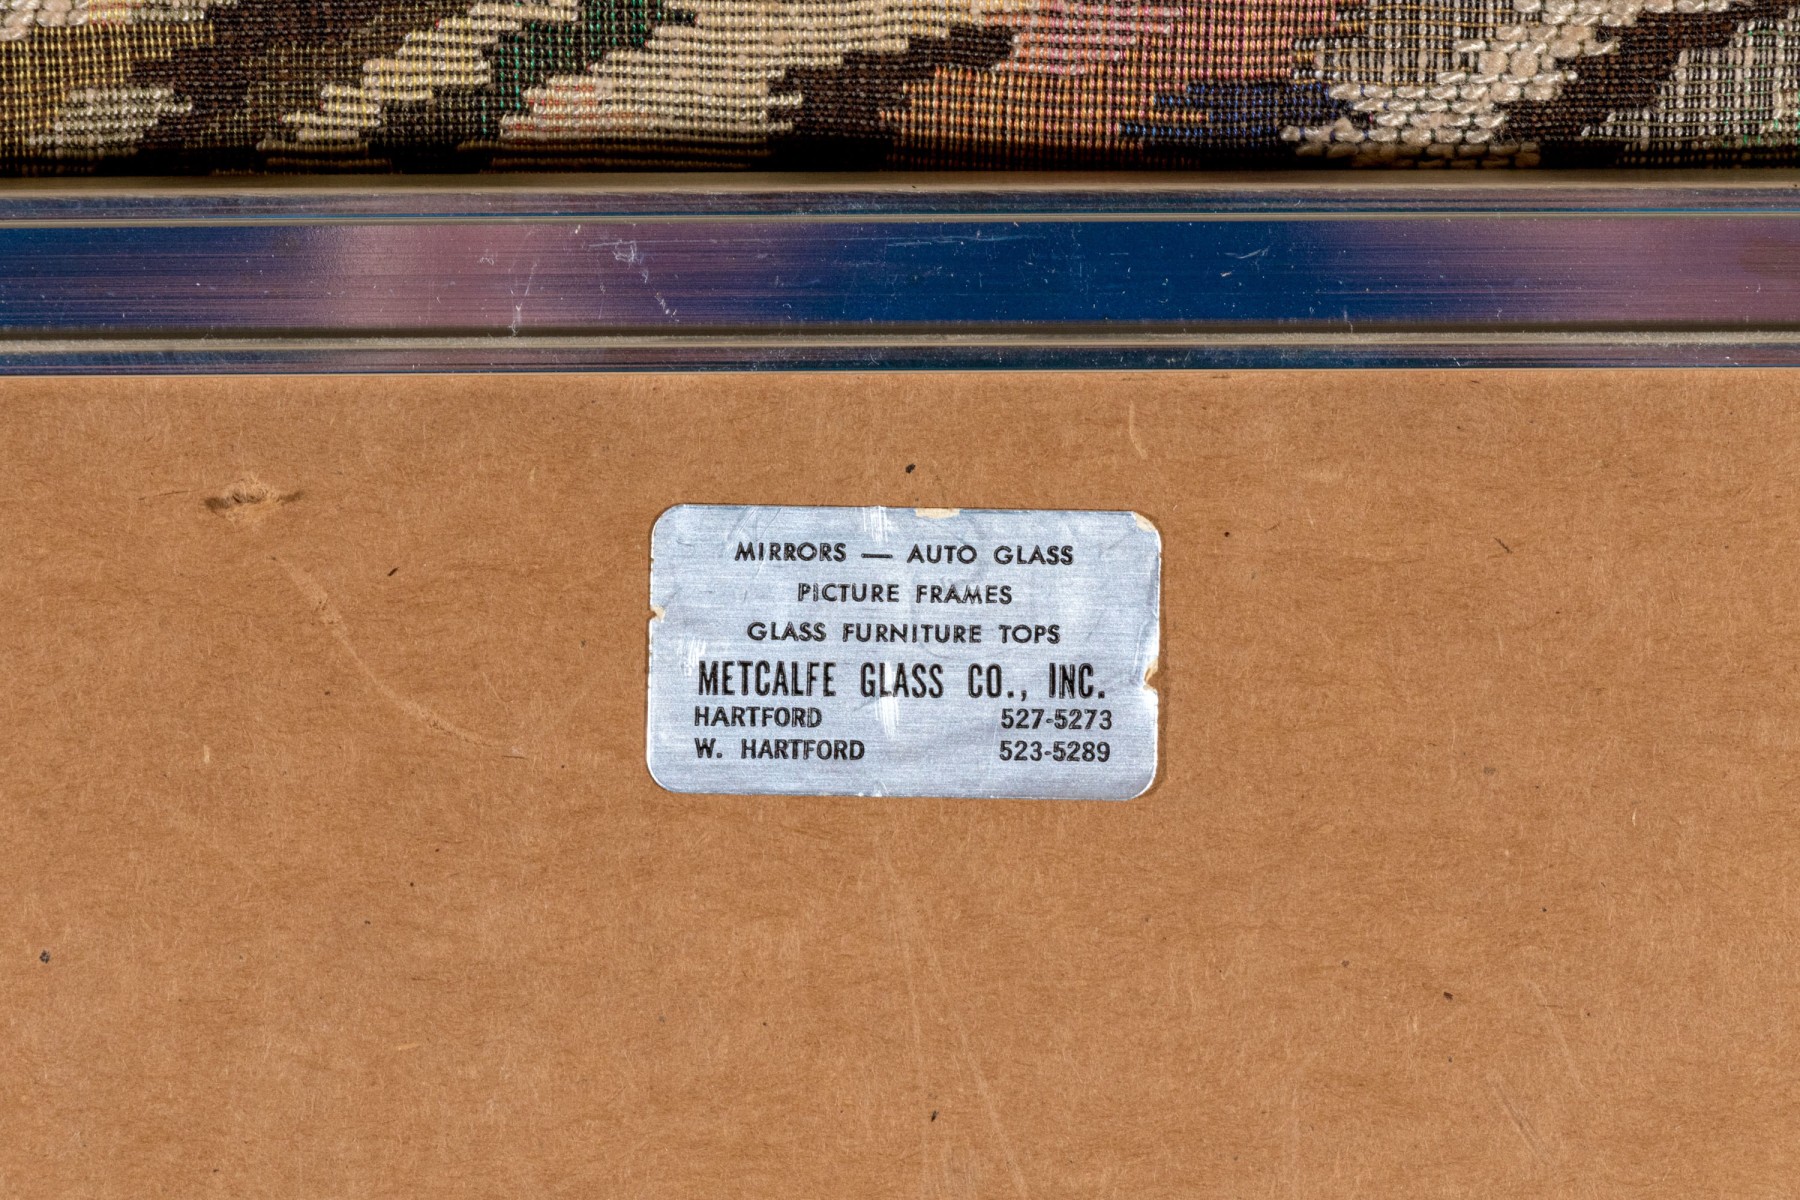 MIRRORS — AUTO GLASS
PICTURE FRAMES
GLASS FURNITURE TOPS
METCALFE GLASS CO., INC.
HARTFORD 527-5273
W. HARTFORD 523-5289